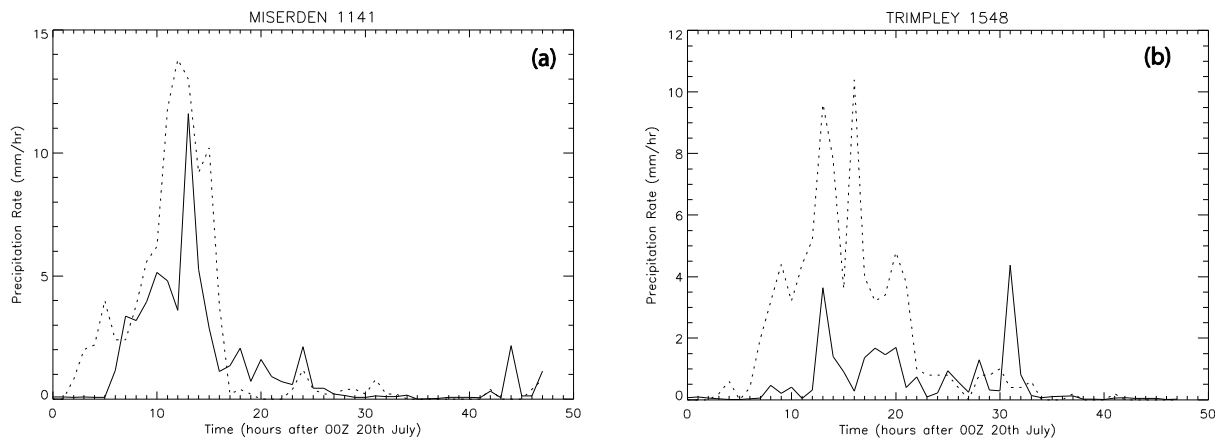 MISERDEN 1141
(a)
Precipitation Rate (mm/hr)
15
10
5
0
0 10 20 30 40 50
Time (hours after 00Z 20th July)
TRIMPLEY 1548
(b)
Precipitation Rate (mm/hr)
12
10
8
6
4
2
0
0 10 20 30 40 50
Time (hours after 00Z 20th July)